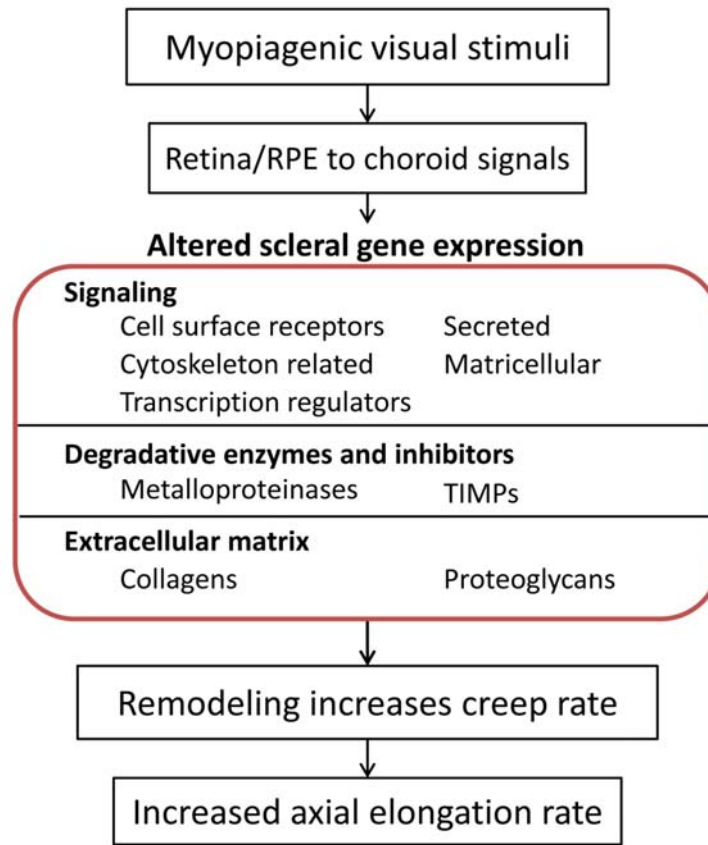 Myopiagenic visual stimuli
Retina/RPE to choroid signals
Altered scleral gene expression
Signaling
Cell surface receptors Secreted
Cytoskeleton related Matricellular
Transcription regulators
Degradative enzymes and inhibitors
Metalloproteinases TIMPs
Extracellular matrix
Collagens Proteoglycans
Remodeling increases creep rate
Increased axial elongation rate